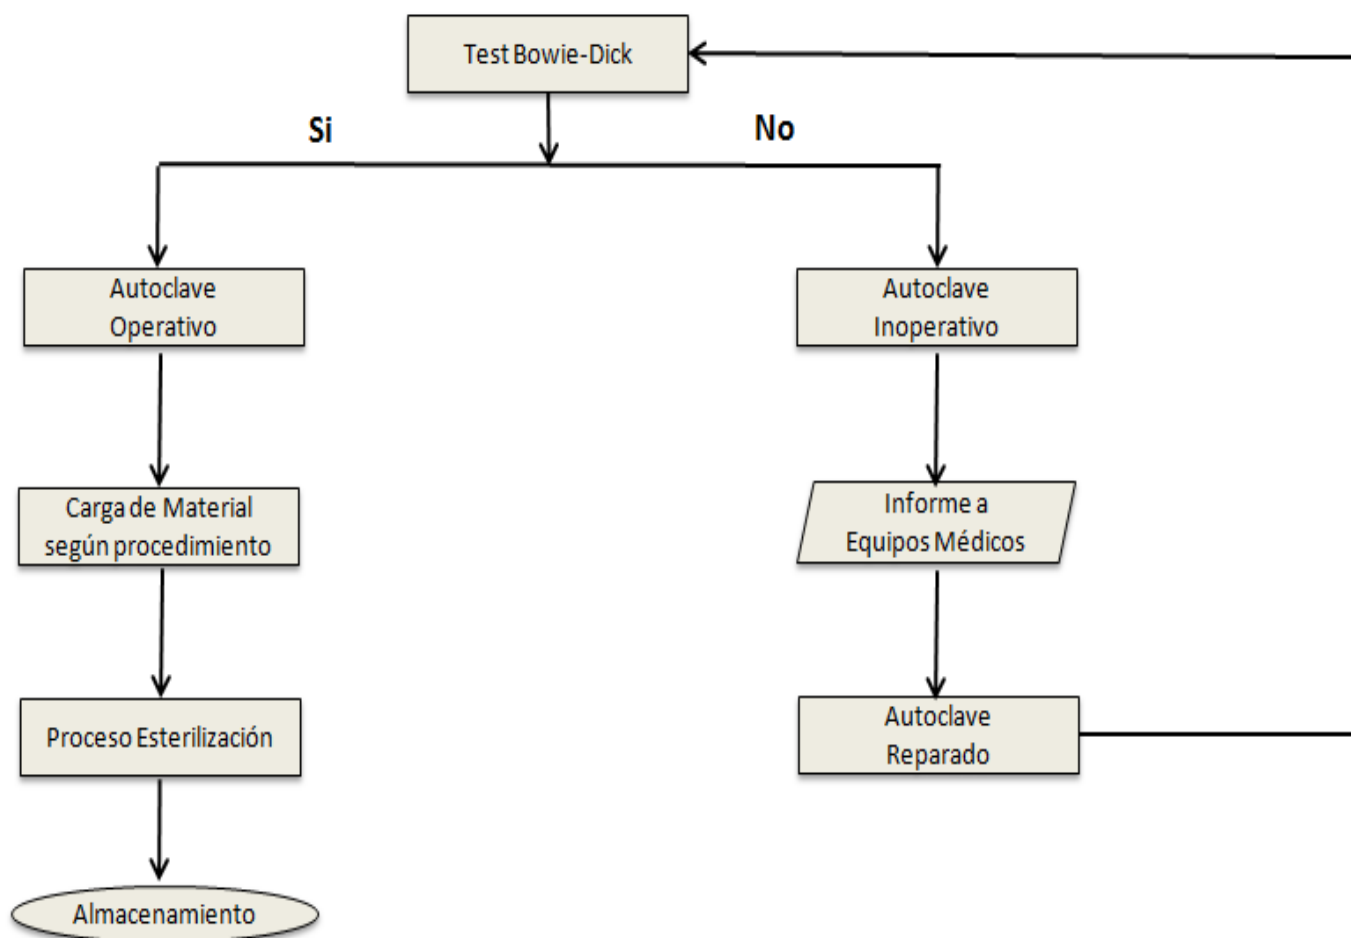 Test Bowie-Dick
Si
No
Autoclave
Operativo
Autoclave
Inoperativo
Carga de Material
según procedimiento
Informe a
Equipos Médicos
Proceso Esterilización
Autoclave
Reparado
Almacenamiento